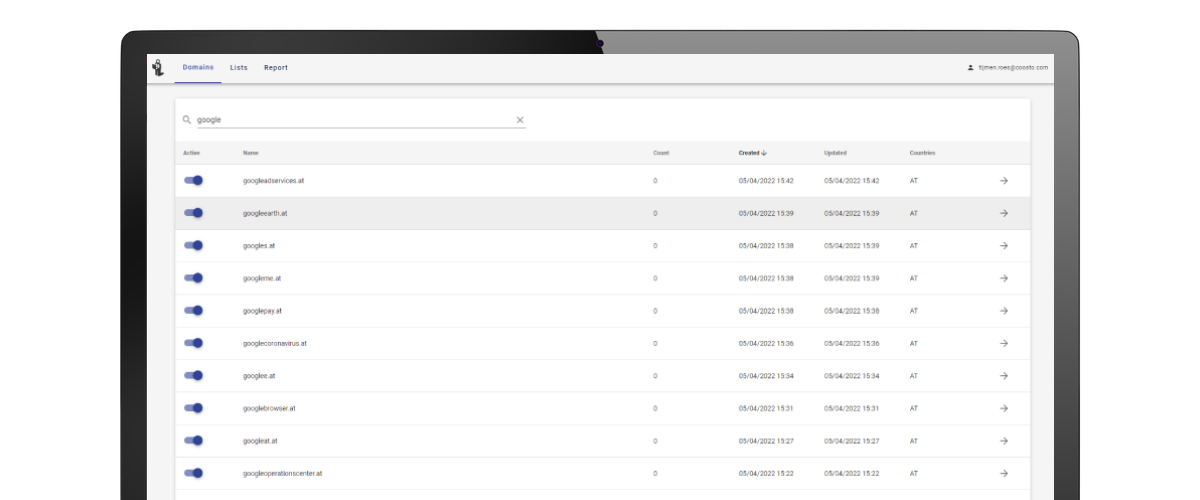 Domains Lists Report tijmen.roes@coosto.com
google
Active Name Count Created Updated Countries
googleadservices.at 0 05/04/2022 15:42 05/04/2022 15:42 AT
googleearth.at 0 05/04/2022 15:39 05/04/2022 15:39 AT
googles.at 0 05/04/2022 15:38 05/04/2022 15:39 AT
googleme.at 0 05/04/2022 15:38 05/04/2022 15:39 AT
googlepay.at 0 05/04/2022 15:38 05/04/2022 15:38 AT
googlecoronavirus.at 0 05/04/2022 15:36 05/04/2022 15:36 AT
googlee.at 0 05/04/2022 15:34 05/04/2022 15:34 AT
googlebrowser.at 0 05/04/2022 15:31 05/04/2022 15:31 AT
googleat.at 0 05/04/2022 15:27 05/04/2022 15:27 AT
googleoperationscenter.at 0 05/04/2022 15:22 05/04/2022 15:22 AT